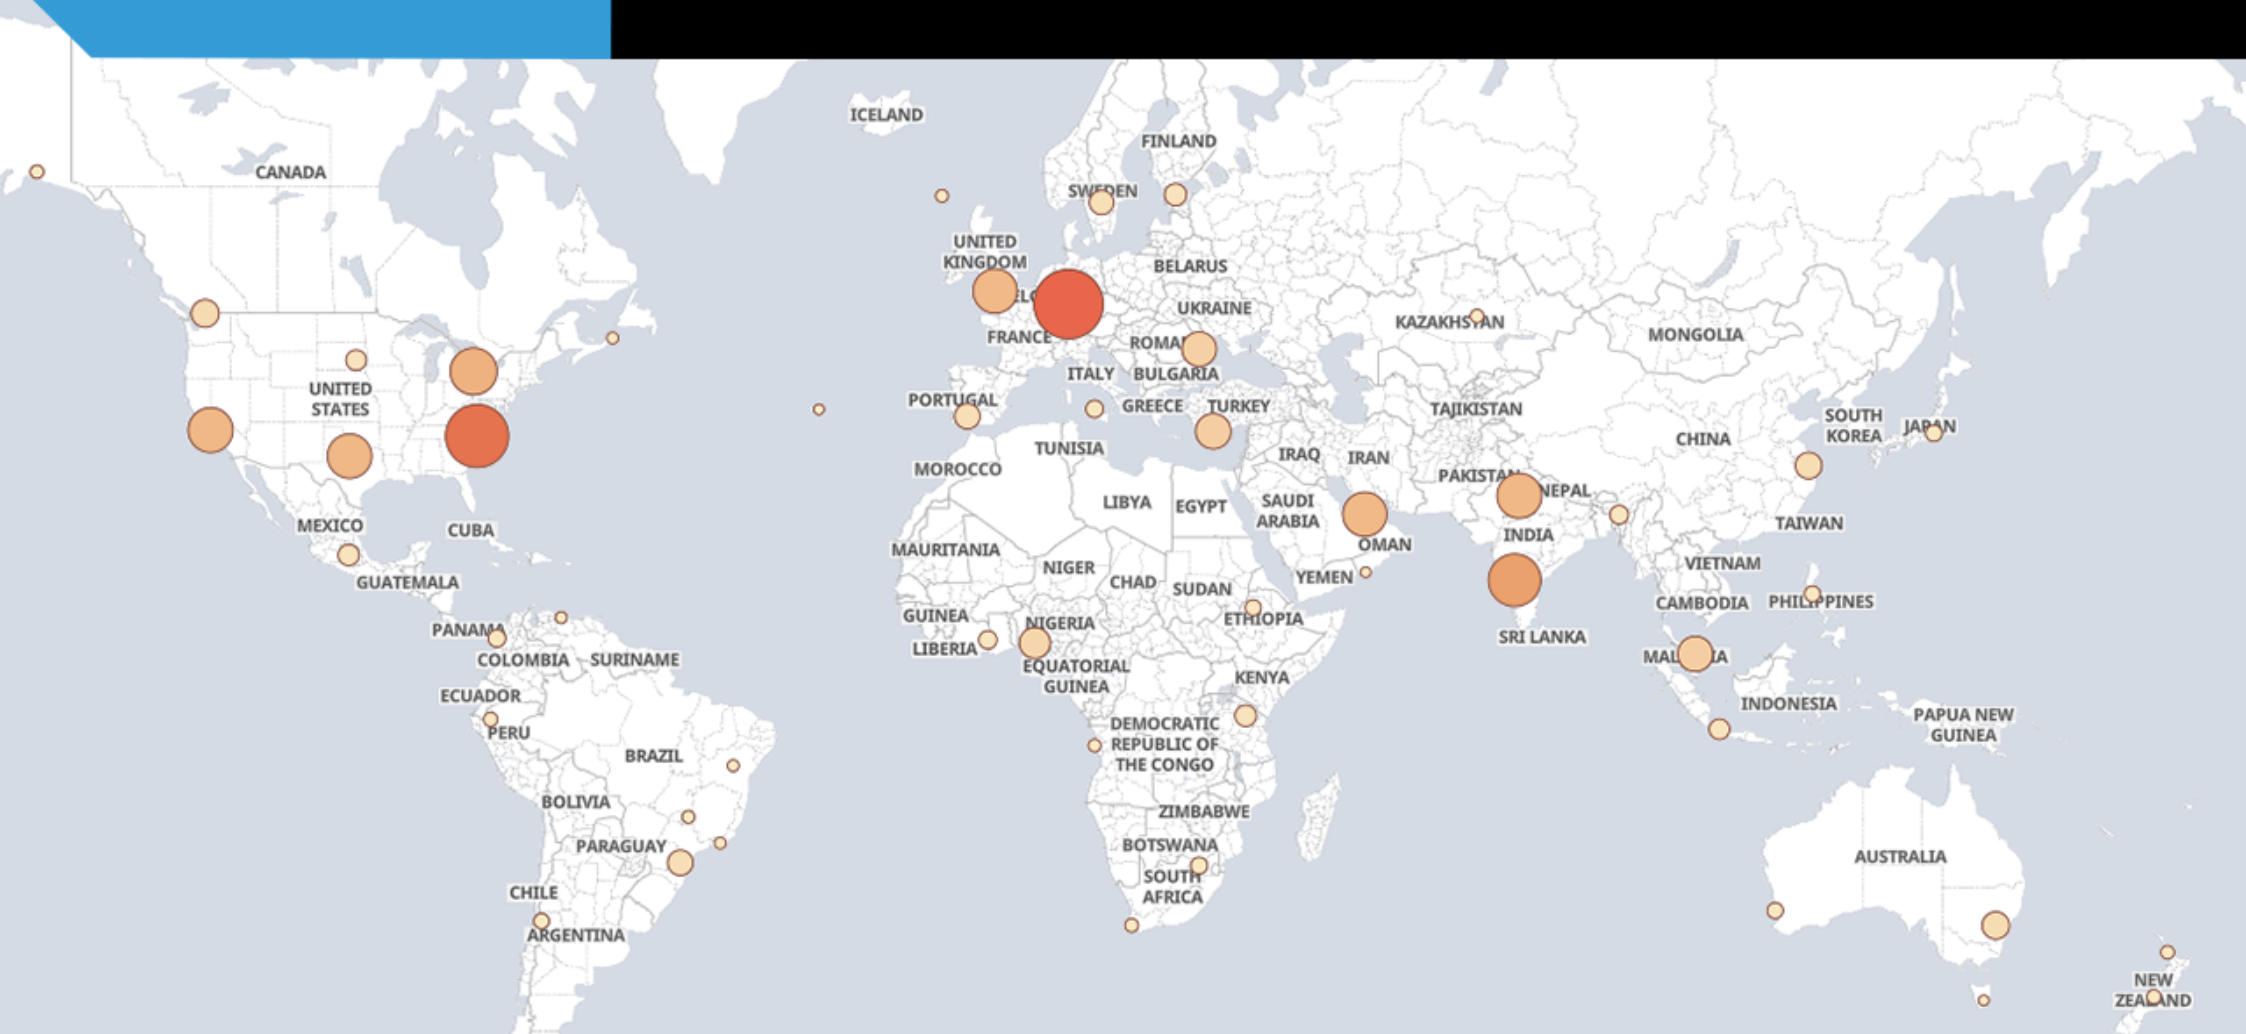 ICELAND
FINLAND
CANADA
SWEDEN
UNITED
KINGDOM
BELARUS
UKRAINE
FRANCE
KAZAKHSTAN
MONGOLIA
ITALY
BULGARIA
UNITED
STATES
PORTUGAL
GREECE
TURKEY
TAJIKISTAN
SOUTH
KOREA
JAPAN
CHINA
TUNISIA
IRAQ
IRAN
MOROCCO
PAKISTAN
NEPAL
LIBYA
EGYPT
SAUDI
ARABIA
MEXICO
CUBA
TAIWAN
INDIA
OMAN
MAURITANIA
NIGER
CHAD
SUDAN
YEMEN
VIETNAM
GUATEMALA
CAMBODIA
PHILIPPINES
GUINEA
NIGERIA
ETHIOPIA
PANAMA
SRI LANKA
LIBERIA
COLOMBIA
SURINAME
EQUATORIAL
GUINEA
KENYA
ECUADOR
INDONESIA
PERU
PAPUA NEW
GUINEA
DEMOCRATIC
REPUBLIC OF
THE CONGO
BRAZIL
BOLIVIA
ZIMBABWE
PARAGUAY
BOTSWANA
AUSTRALIA
SOUTH
AFRICA
CHILE
ARGENTINA
NEW
ZEALAND